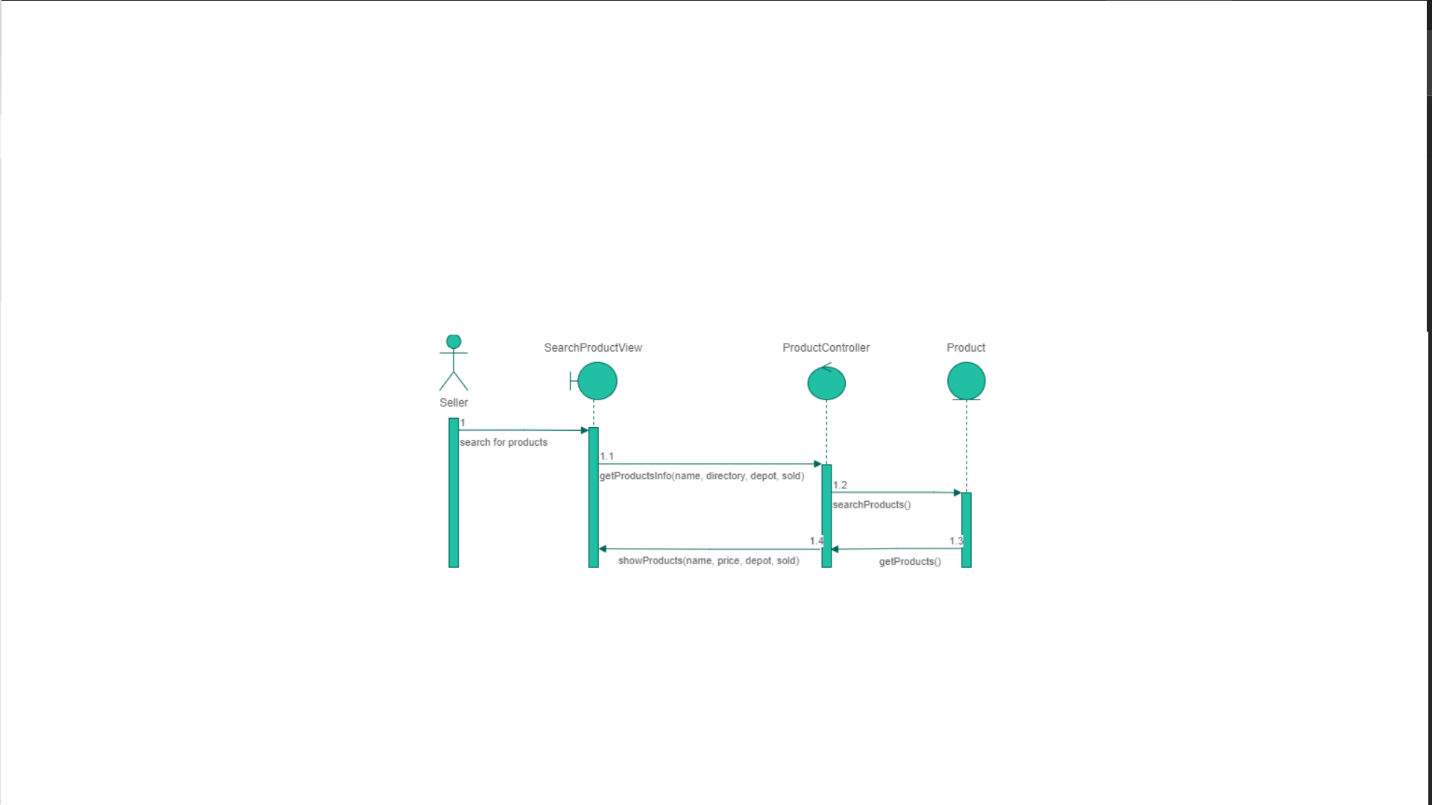 SearchProductView
ProductController
Product
Seller
1
search for products
1.1
getProductsInfo(name, directory, depot, sold)
1.2
searchProducts()
1.4
1.3
showProducts(name, price, depot, sold)
getProducts()